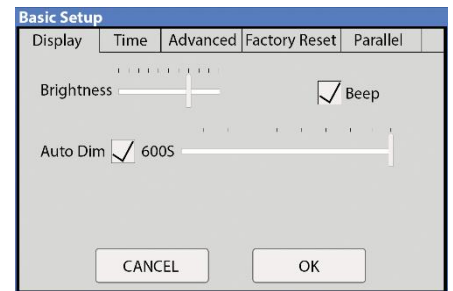 Basic Setup
Display Time Advanced Factory Reset Parallel
Brightness Beep
Auto Dim 600S
CANCEL OK